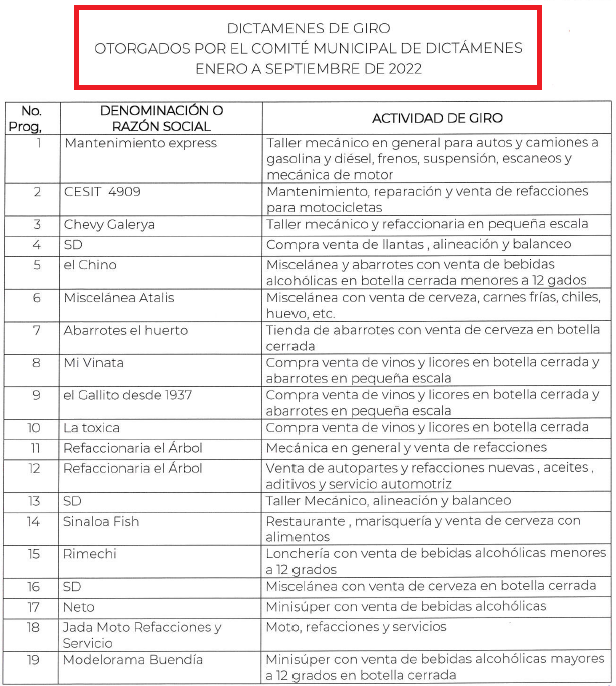 DICTAMENES DE GIRO
OTORGADOS POR EL COMITÉ MUNICIPAL DE DICTÁMENES
ENERO A SEPTIEMBRE DE 2022
No. Prog, DENOMINACIÓN O RAZÓN SOCIAL ACTIVIDAD DE GIRO
1 Mantenimiento express Taller mecánico en general para autos y camiones a
gasolina y diésel, frenos, suspensión, escaneos y
mecánica de motor
2 CESIT 4909 Mantenimiento, reparación y venta de refacciones
para motocicletas
3 Chevy Galerya Taller mecánico y refaccionaria en pequeña escala
4 SD Compra venta de llantas , alineación y balanceo
5 el Chino Miscelánea y abarrotes con venta de bebidas
alcohólicas en botella cerrada menores a 12 gados
6 Miscelánea Atalis Miscelánea con venta de cerveza, carnes frías, chiles,
huevo, etc.
7 Abarrotes el huerto Tienda de abarrotes con venta de cerveza en botella
cerrada
8 Mi Vinata Compra venta de vinos y licores en botella cerrada y
abarrotes en pequeña escala
9 el Gallito desde 1937 Compra venta de vinos y licores en botella cerrada y
abarrotes en pequeña escala
10 La toxica Compra venta de vinos y licores en botella cerrada
11 Refaccionaria el Árbol Mecánica en general y venta de refacciones
12 Refaccionaria el Árbol Venta de autopartes y refacciones nuevas , aceites ,
aditivos y servicio automotriz
13 SD Taller Mecánico, alineación y balanceo
14 Sinaloa Fish Restaurante , marisquería y venta de cerveza con
alimentos
15 Rimechi Lonchería con venta de bebidas alcohólicas menores
a 12 grados
16 SD Miscelánea con venta de cerveza en botella cerrada
17 Neto Minisúper con venta de bebidas alcohólicas
18 Jada Moto Refacciones y Moto, refacciones y servicios
Servicio
19 Modelorama Buendía Minisúper con venta de bebidas alcohólicas mayores
a 12 grados en botella cerrada